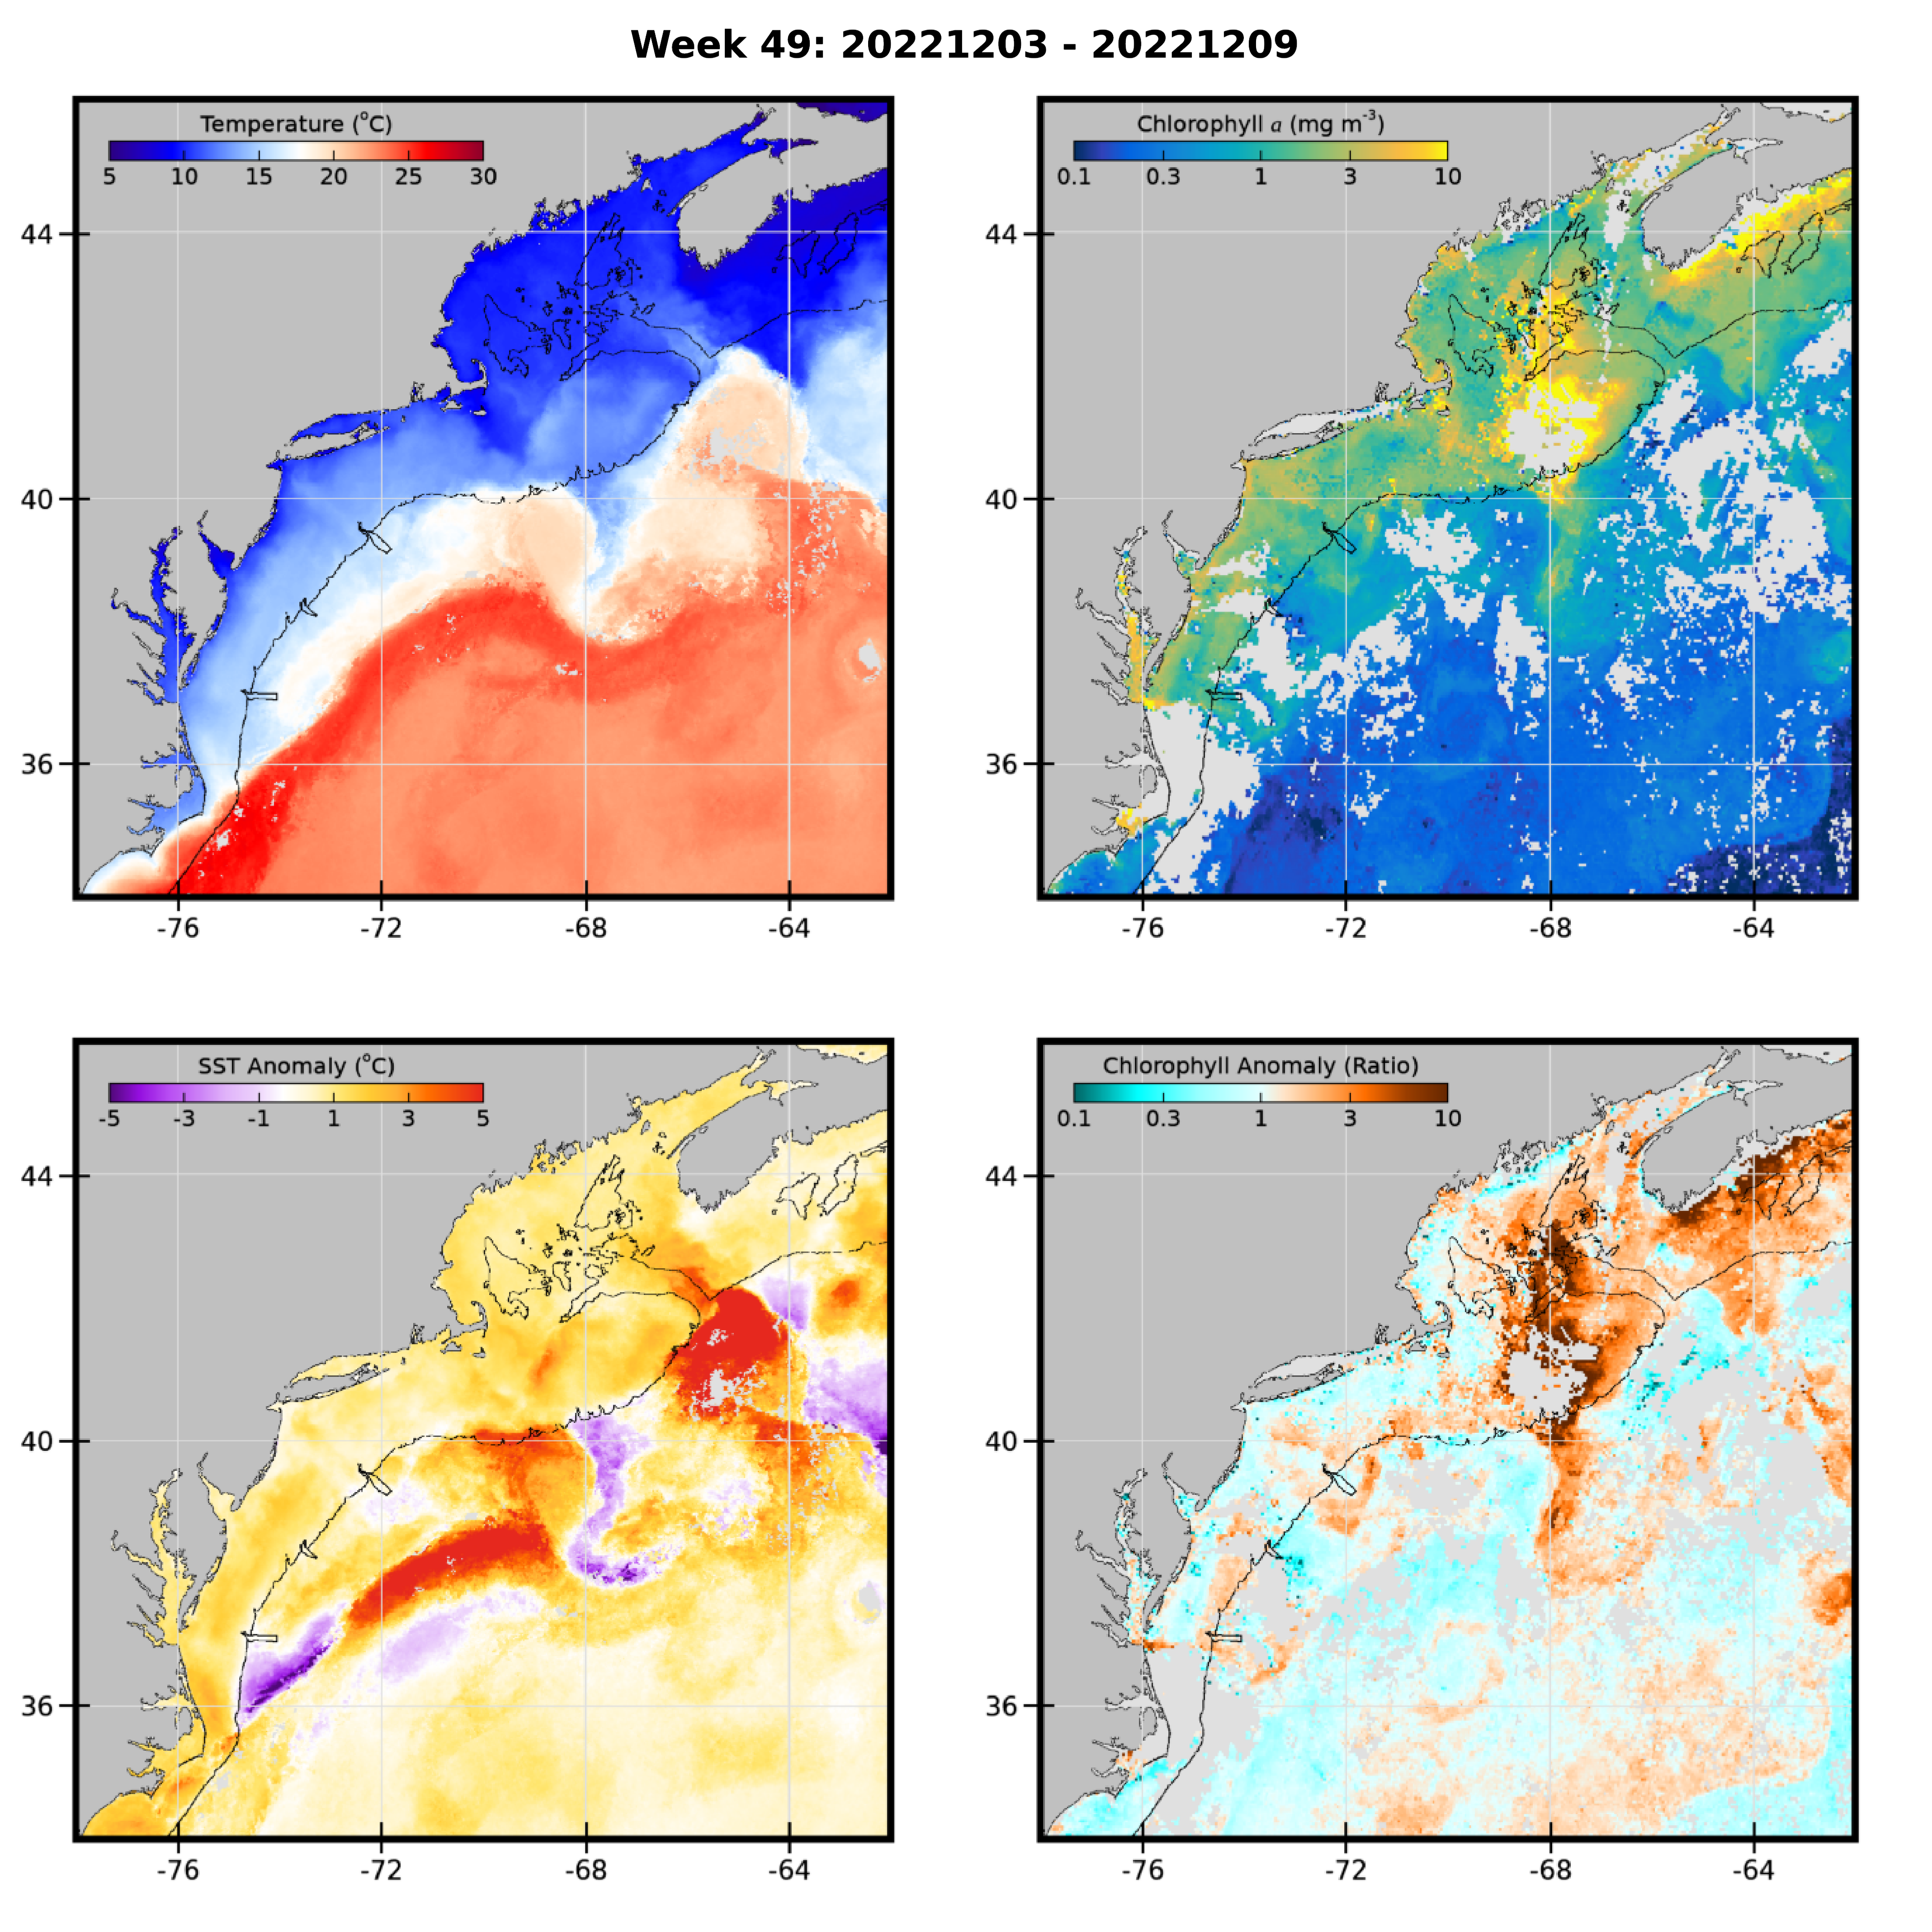 Week 49: 20221203 - 20221209
Temperature (°C)
5 10 15 20 25 30
44
40
36
-76 -72 -68 -64
Chlorophyll a (mg m⁻³)
0.1 0.3 1 3 10
44
40
36
-76 -72 -68 -64
SST Anomaly (°C)
-5 -3 -1 1 3 5
44
40
36
-76 -72 -68 -64
Chlorophyll Anomaly (Ratio)
0.1 0.3 1 3 10
44
40
36
-76 -72 -68 -64